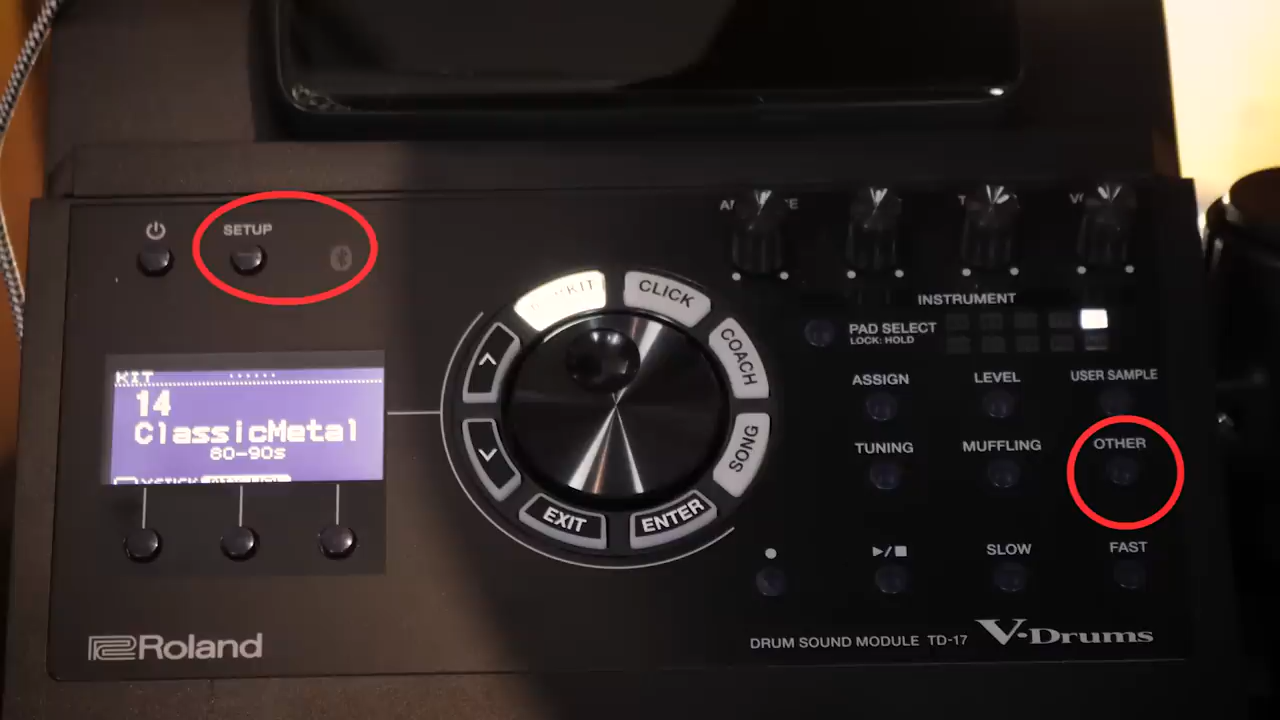 SETUP
INSTRUMENT
PAD SELECT
LOCK: HOLD
ASSIGN
LEVEL
USER SAMPLE
TUNING
MUFFLING
OTHER
SLOW
FAST
CLICK
COACH
SONG
ENTER
EXIT
KIT
14
ClassicMetal
80-90s
Roland
DRUM SOUND MODULE TD-17
V-Drums